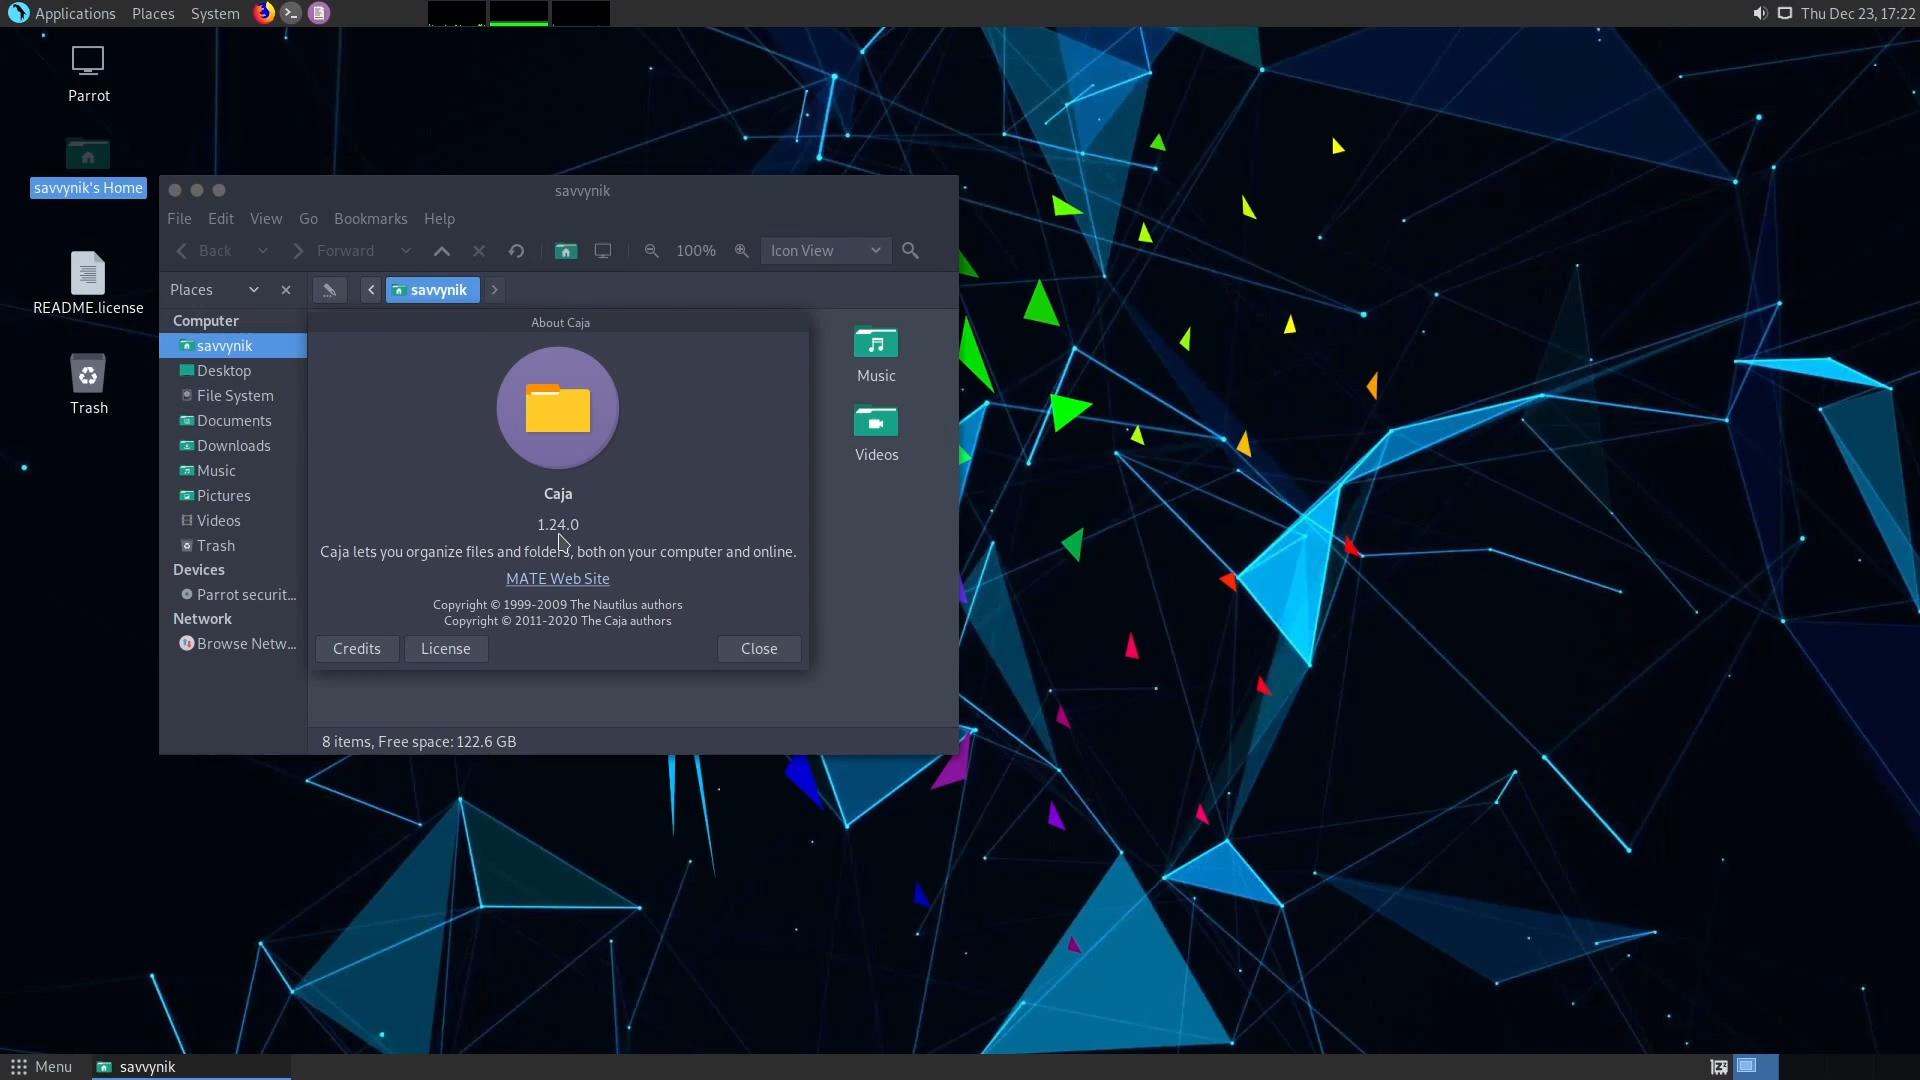 Applications Places System
Thu Dec 23, 17:22
Parrot
savvynik's Home
README.license
Trash
savvynik
File Edit View Go Bookmarks Help
Back Forward 100% Icon View
Places savvynik
Computer
savvynik
Desktop
File System
Documents
Downloads
Music
Pictures
Videos
Trash
Devices
Parrot securit...
Network
Browse Netw...
About Caja
Caja
1.24.0
Caja lets you organize files and folders, both on your computer and online.
MATE Web Site
Copyright © 1999-2009 The Nautilus authors
Copyright © 2011-2020 The Caja authors
Credits License Close
Music
Videos
8 items, Free space: 122.6 GB
Menu savvynik